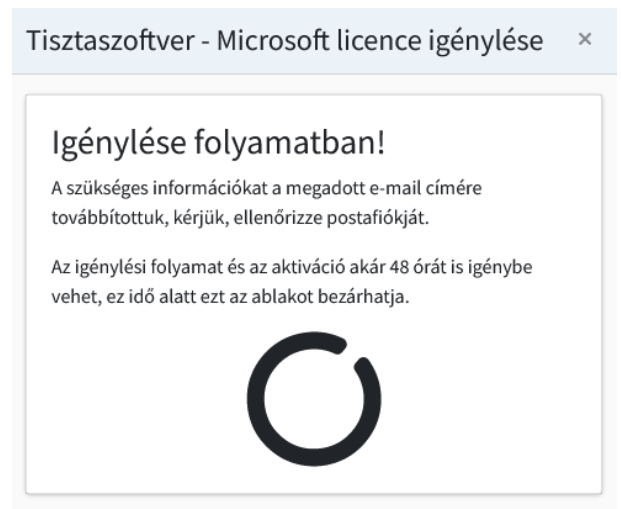 Tisztaszoftver - Microsoft licence igénylése ×
Igénylése folyamatban!
A szükséges információkat a megadott e-mail címére
továbbítottuk, kérjük, ellenőrizze postafiókját.
Az igénylési folyamat és az aktiváció akár 48 órát is igénybe
vehet, ez idő alatt ezt az ablakot bezárhatja.